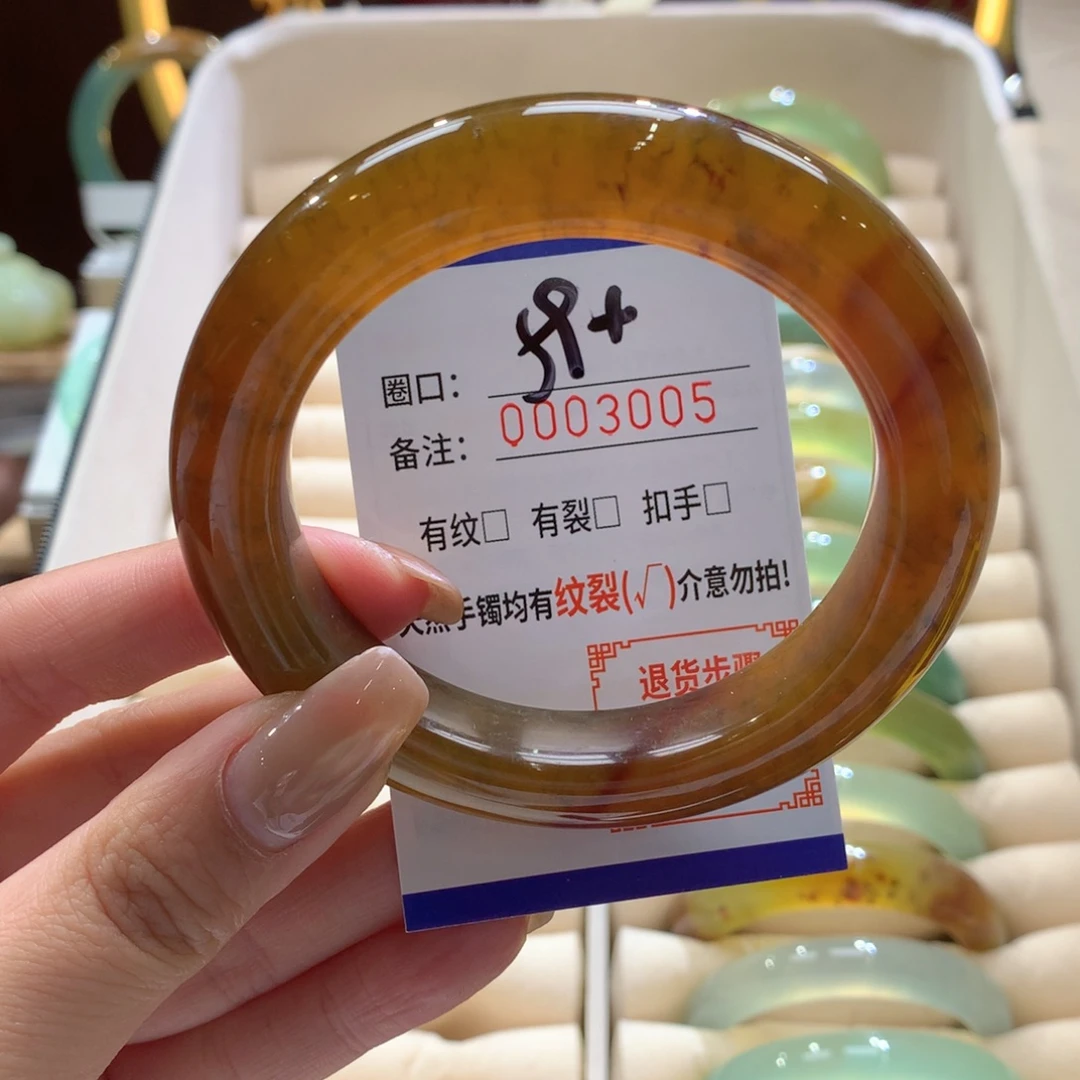 圈口： 59+
备注： 0003005
有纹□ 有裂□ 扣手□
天然手镯均有纹裂(√)介意勿拍!
退货步骤